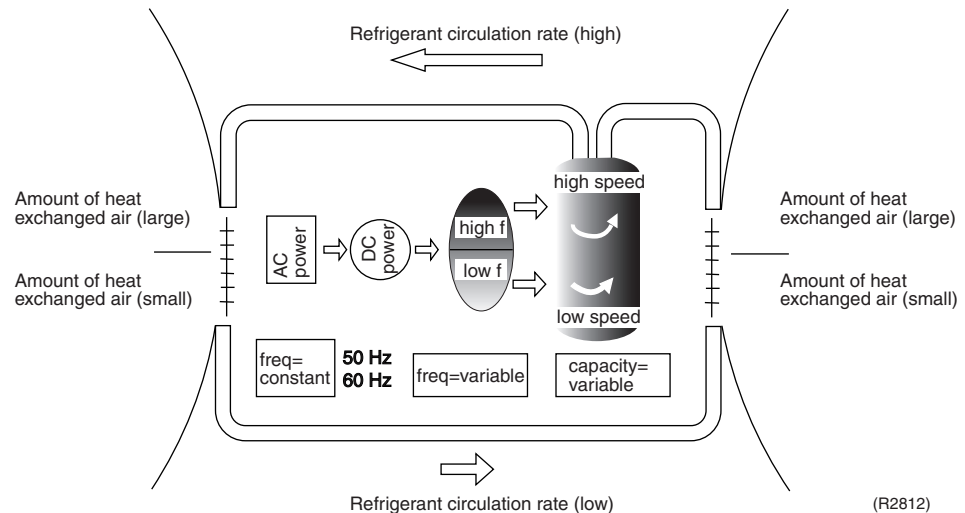 Refrigerant circulation rate (high)
high speed
Amount of heat
exchanged air (large)
Amount of heat
exchanged air (small)
AC
power
DC
power
high f
low f
low speed
Amount of heat
exchanged air (large)
Amount of heat
exchanged air (small)
freq=
constant
50 Hz
60 Hz
freq=variable
capacity=
variable
Refrigerant circulation rate (low)
(R2812)